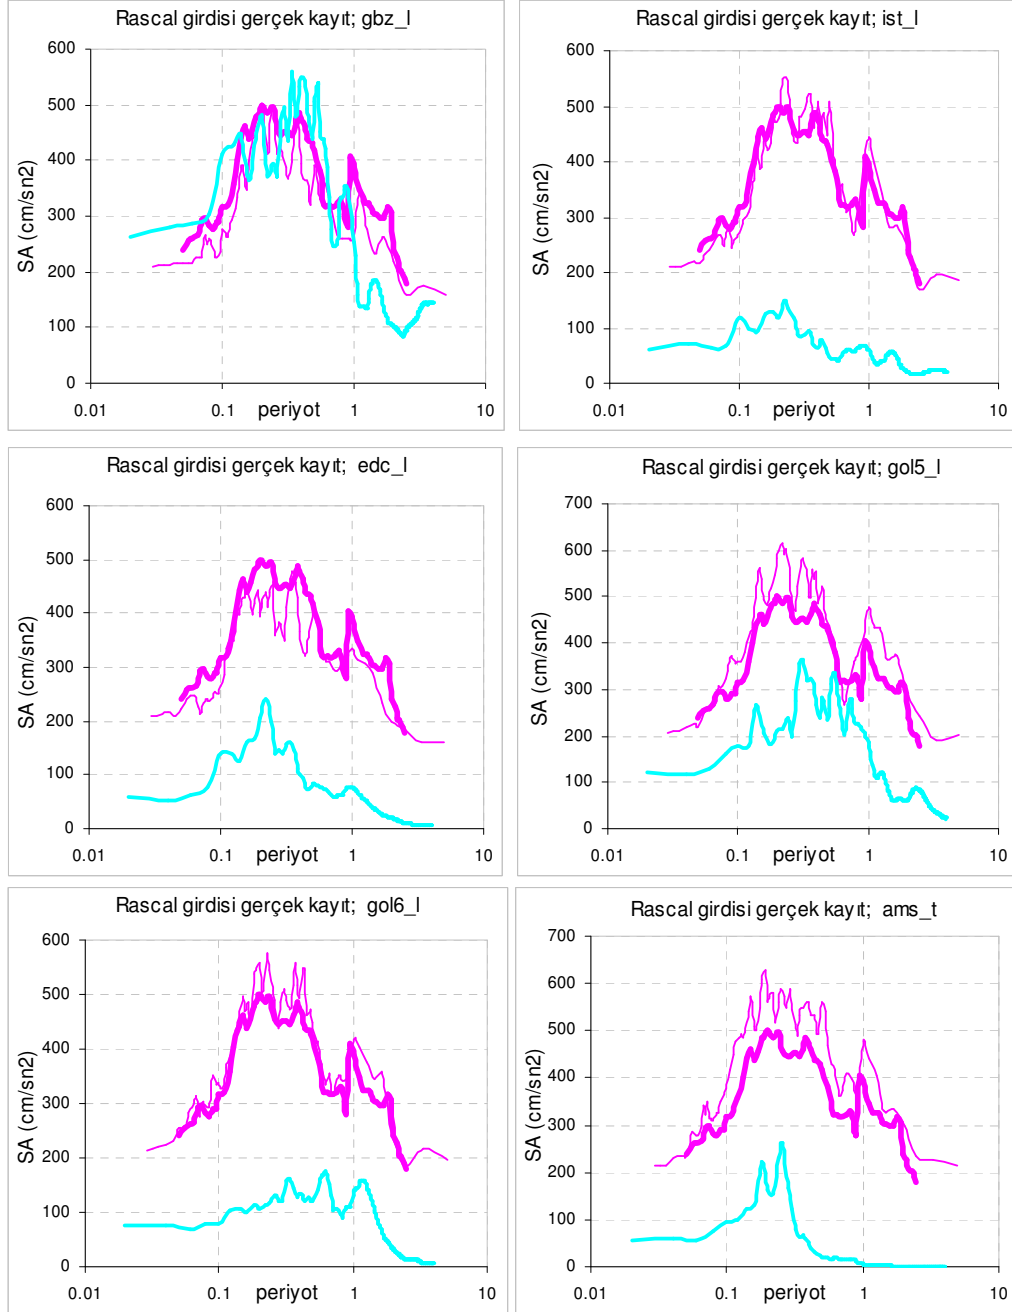 Rascal girdisi gerçek kayıt; gbz_l
600
500
400
300
200
100
0
SA (cm/sn2)
0.01 0.1 1 10
periyot
Rascal girdisi gerçek kayıt; ist_l
600
500
400
300
200
100
0
SA (cm/sn2)
0.01 0.1 1 10
periyot
Rascal girdisi gerçek kayıt; edc_l
600
500
400
300
200
100
0
SA (cm/sn2)
0.01 0.1 1 10
periyot
Rascal girdisi gerçek kayıt; gol5_l
700
600
500
400
300
200
100
0
SA (cm/sn2)
0.01 0.1 1 10
periyot
Rascal girdisi gerçek kayıt; gol6_l
600
500
400
300
200
100
0
SA (cm/sn2)
0.01 0.1 1 10
periyot
Rascal girdisi gerçek kayıt; ams_t
700
600
500
400
300
200
100
0
SA (cm/sn2)
0.01 0.1 1 10
periyot